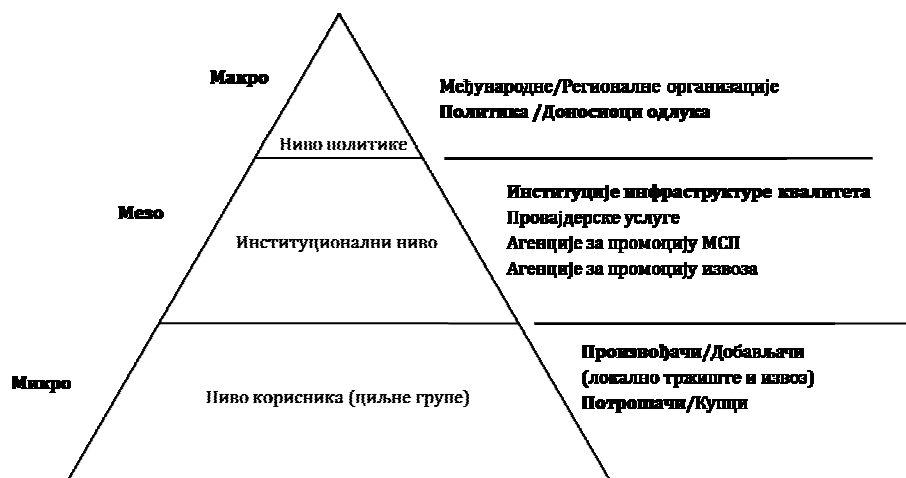 Макро
Међународне/Регионалне организације
Политика /Доносиоци одлука
Ниво политике
Мезо
Институције инфраструктуре квалитета
Провајдерске услуге
Агенције за промоцију МСП
Агенције за промоцију извоза
Институционални ниво
Микро
Произвођачи/Добављачи
(локално тржиште и извоз)
Потрошачи/Купци
Ниво корисника (циљне групе)